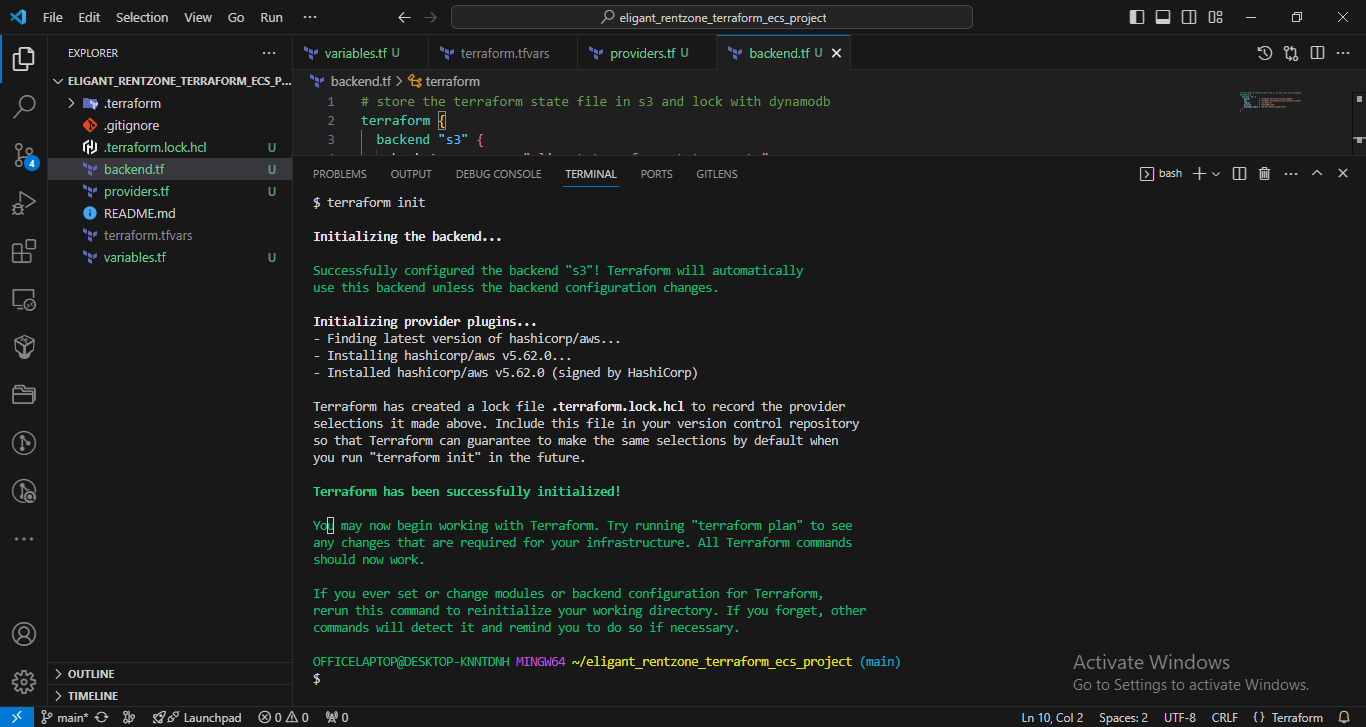 File Edit Selection View Go Run ··· eligant_rentzone_terraform_ecs_project
EXPLORER ···
variables.tf U terraform.tfvars providers.tf U backend.tf U
ELIGANT_RENTZONE_TERRAFORM_ECS_P...
.terraform
.gitignore
.terraform.lock.hcl U
backend.tf U
providers.tf U
README.md
terraform.tfvars
variables.tf U
4
OUTLINE
TIMELINE
backend.tf > terraform
1 # store the terraform state file in s3 and lock with dynamodb
2 terraform {
3 backend "s3" {
PROBLEMS OUTPUT DEBUG CONSOLE TERMINAL PORTS GITLENS bash
$ terraform init
Initializing the backend...
Successfully configured the backend "s3"! Terraform will automatically
use this backend unless the backend configuration changes.
Initializing provider plugins...
- Finding latest version of hashicorp/aws...
- Installing hashicorp/aws v5.62.0...
- Installed hashicorp/aws v5.62.0 (signed by HashiCorp)
Terraform has created a lock file .terraform.lock.hcl to record the provider
selections it made above. Include this file in your version control repository
so that Terraform can guarantee to make the same selections by default when
you run "terraform init" in the future.
Terraform has been successfully initialized!
You may now begin working with Terraform. Try running "terraform plan" to see
any changes that are required for your infrastructure. All Terraform commands
should now work.
If you ever set or change modules or backend configuration for Terraform,
rerun this command to reinitialize your working directory. If you forget, other
commands will detect it and remind you to do so if necessary.
OFFICELAPTOP@DESKTOP-KNNTDNH MINGW64 ~/eligant_rentzone_terraform_ecs_project (main)
$
Activate Windows
Go to Settings to activate Windows.
main* Launchpad 0 0 0 Ln 10, Col 2 Spaces: 2 UTF-8 CRLF {} Terraform